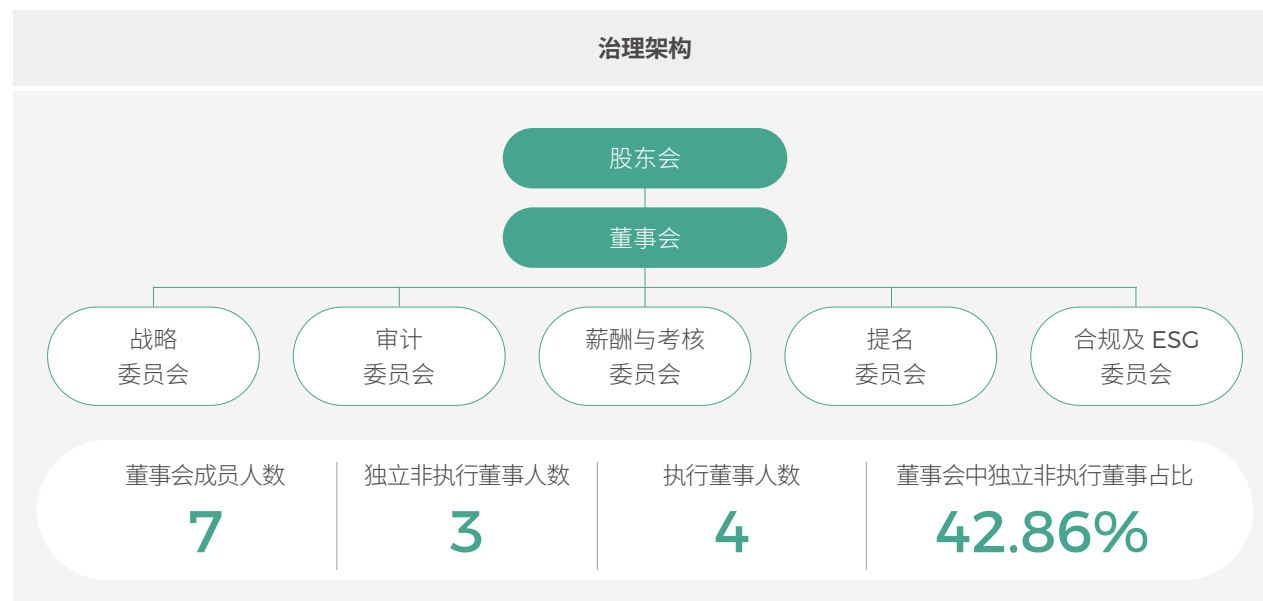 治理架构
股东会
董事会
战略
委员会
审计
委员会
薪酬与考核
委员会
提名
委员会
合规及 ESG
委员会
董事会成员人数
7
独立非执行董事人数
3
执行董事人数
4
董事会中独立非执行董事占比
42.86%